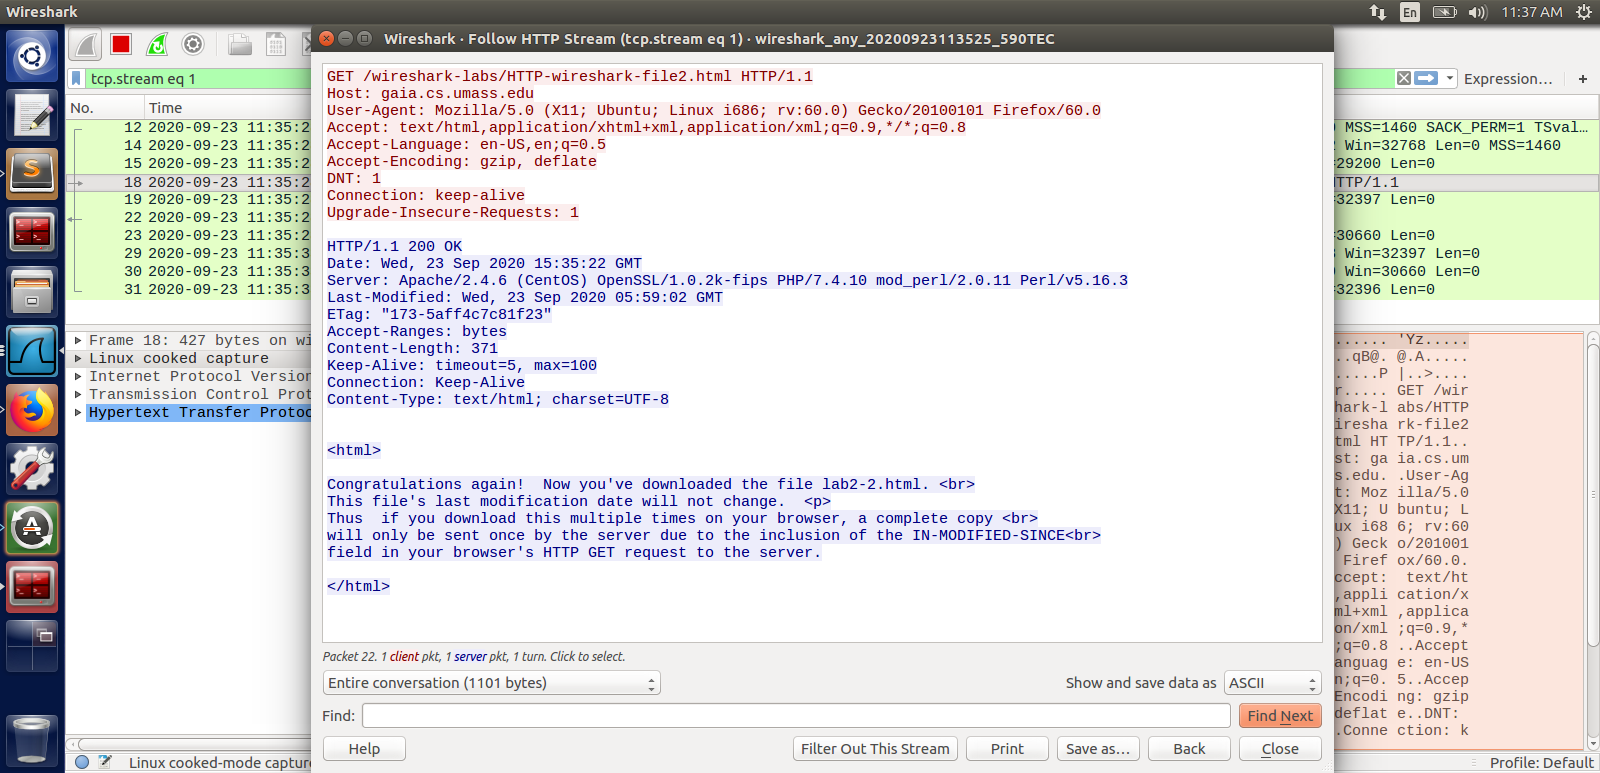 Wireshark
En
11:37 AM
Wireshark · Follow HTTP Stream (tcp.stream eq 1) · wireshark_any_20200923113525_590TEC
tcp.stream eq 1
Expression…
+
No.
Time
12 2020-09-23 11:35:2
14 2020-09-23 11:35:2
15 2020-09-23 11:35:2
18 2020-09-23 11:35:2
19 2020-09-23 11:35:2
22 2020-09-23 11:35:2
23 2020-09-23 11:35:2
29 2020-09-23 11:35:3
30 2020-09-23 11:35:3
31 2020-09-23 11:35:3
MSS=1460 SACK_PERM=1 TSval…
Win=32768 Len=0 MSS=1460
=29200 Len=0
TTP/1.1
=32397 Len=0
=30660 Len=0
Win=32397 Len=0
Win=30660 Len=0
=32396 Len=0
Frame 18: 427 bytes on wi
Linux cooked capture
Internet Protocol Version
Transmission Control Prot
Hypertext Transfer Protoc
GET /wireshark-labs/HTTP-wireshark-file2.html HTTP/1.1
Host: gaia.cs.umass.edu
User-Agent: Mozilla/5.0 (X11; Ubuntu; Linux i686; rv:60.0) Gecko/20100101 Firefox/60.0
Accept: text/html,application/xhtml+xml,application/xml;q=0.9,*/*;q=0.8
Accept-Language: en-US,en;q=0.5
Accept-Encoding: gzip, deflate
DNT: 1
Connection: keep-alive
Upgrade-Insecure-Requests: 1
HTTP/1.1 200 OK
Date: Wed, 23 Sep 2020 15:35:22 GMT
Server: Apache/2.4.6 (CentOS) OpenSSL/1.0.2k-fips PHP/7.4.10 mod_perl/2.0.11 Perl/v5.16.3
Last-Modified: Wed, 23 Sep 2020 05:59:02 GMT
ETag: "173-5aff4c7c81f23"
Accept-Ranges: bytes
Content-Length: 371
Keep-Alive: timeout=5, max=100
Connection: Keep-Alive
Content-Type: text/html; charset=UTF-8
<html>
Congratulations again!  Now you've downloaded the file lab2-2.html. <br>
This file's last modification date will not change.  <p>
Thus  if you download this multiple times on your browser, a complete copy <br>
will only be sent once by the server due to the inclusion of the IN-MODIFIED-SINCE<br>
field in your browser's HTTP GET request to the server.
</html>
...... 'Yz.....
..qB@. @.A.....
.....P |..>....
r..... GET /wir
hark-l abs/HTTP
iresha rk-file2
tml HT TP/1.1..
st: ga ia.cs.um
s.edu. .User-Ag
t: Moz illa/5.0
X11; U buntu; L
ux i68 6; rv:60
) Geck o/201001
Firef ox/60.0.
ccept: text/ht
,appli cation/x
ml+xml ,applica
on/xml ;q=0.9,*
;q=0.8 ..Accept
anguag e: en-US
n;q=0. 5..Accep
Encodi ng: gzip
deflat e..DNT:
.Conne ction: k
Packet 22. 1 client pkt, 1 server pkt, 1 turn. Click to select.
Entire conversation (1101 bytes)
Show and save data as
ASCII
Find:
Find Next
Help
Filter Out This Stream
Print
Save as…
Back
Close
Linux cooked-mode captur
Profile: Default